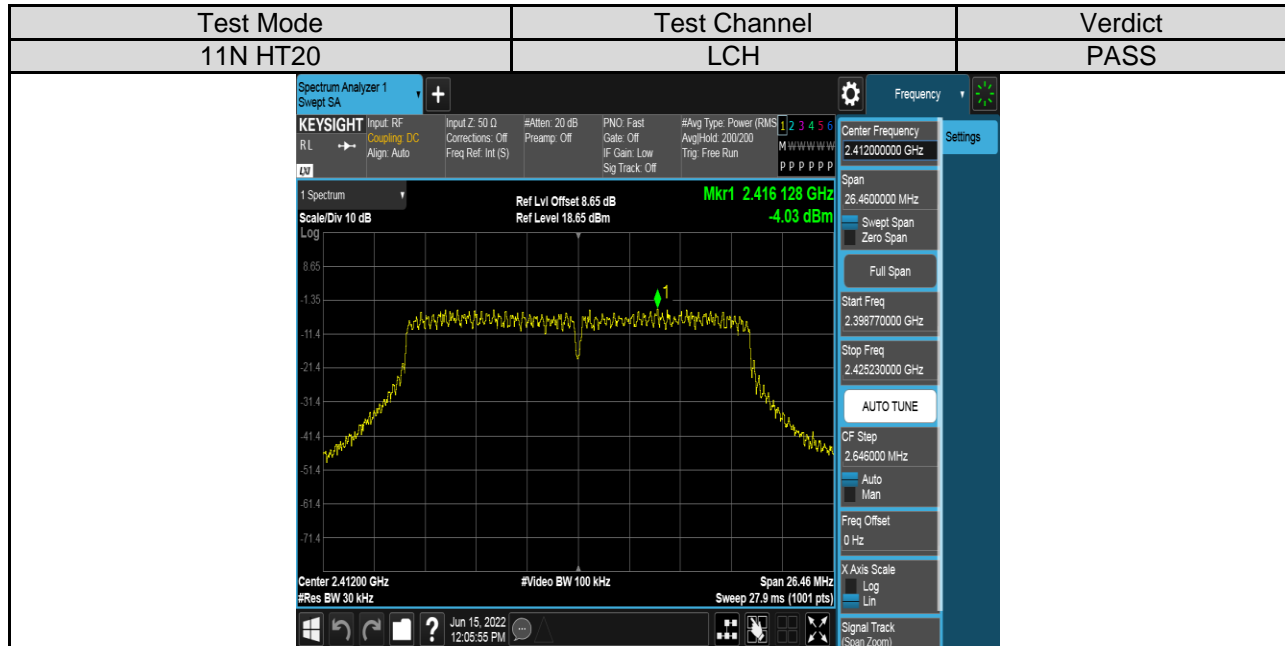 Test Mode Test Channel Verdict
11N HT20 LCH PASS
Spectrum Analyzer 1
Swept SA
+
Frequency
KEYSIGHT
RL
LXI
Input: RF
Coupling: DC
Align: Auto
Input Z: 50 Ω
Corrections: Off
Freq Ref: Int (S)
#Atten: 20 dB
Preamp: Off
PNO: Fast
Gate: Off
IF Gain: Low
Sig Track: Off
#Avg Type: Power (RMS
Avg|Hold: 200/200
Trig: Free Run
1 2 3 4 5 6
M W W W W W
P P P P P P
1 Spectrum
Scale/Div 10 dB
Log
Ref Lvl Offset 8.65 dB
Ref Level 18.65 dBm
Mkr1 2.416 128 GHz
-4.03 dBm
8.65
-1.35
-11.4
-21.4
-31.4
-41.4
-51.4
-61.4
-71.4
1
Center 2.41200 GHz
#Res BW 30 kHz
#Video BW 100 kHz
Span 26.46 MHz
Sweep 27.9 ms (1001 pts)
?
Jun 15, 2022
12:05:55 PM
Center Frequency
2.412000000 GHz
Span
26.4600000 MHz
Swept Span
Zero Span
Full Span
Start Freq
2.398770000 GHz
Stop Freq
2.425230000 GHz
AUTO TUNE
CF Step
2.646000 MHz
Auto
Man
Freq Offset
0 Hz
X Axis Scale
Log
Lin
Signal Track
(Span Zoom)
Settings